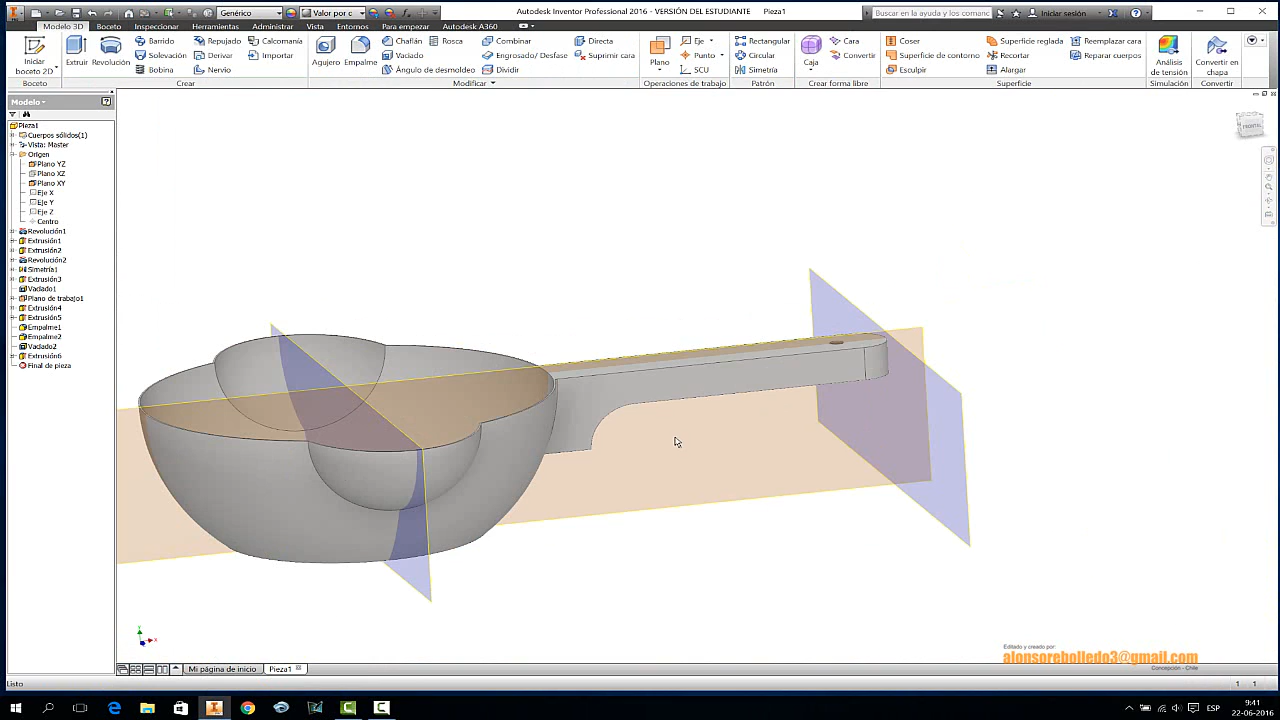 Genérico
Valor por c
Autodesk Inventor Professional 2016 - VERSIÓN DEL ESTUDIANTE Pieza1
Busca en la ayuda y los comanc
Iniciar sesión
Modelo 3D Boceto Inspeccionar Herramientas Administrar Vista Entornos Para empezar Autodesk A360
Iniciar
boceto 2D
Extruir
Revolución
Barrido
Solevación
Bobina
Repujado
Derivar
Nervio
Calcomanía
Importar
Agujero
Empalme
Chaflán
Vaciado
Ángulo de desmoldeo
Rosca
Combinar
Engrosar/Desfase
Dividir
Directa
Suprimir cara
Plano
Eje
Punto
SCU
Rectangular
Circular
Simetría
Caja
Cara
Convertir
Coser
Superficie de contorno
Esculpir
Superficie reglada
Recortar
Alargar
Reemplazar cara
Reparar cuerpos
Análisis
de tensión
Convertir en
chapa
Boceto
Crear
Modificar
Operaciones de trabajo
Patrón
Crear forma libre
Superficie
Simulación
Convertir
Modelo
Pieza1
Cuerpos sólidos(1)
Vista: Master
Origen
Plano YZ
Plano XZ
Plano XY
Eje X
Eje Y
Eje Z
Centro
Revolución1
Extrusión1
Extrusión2
Revolución2
Simetría1
Extrusión3
Vaciado1
Plano de trabajo1
Extrusión4
Extrusión5
Empalme1
Empalme2
Vaciado2
Extrusión6
Final de pieza
FRONTAL
Editado y creado por:
alonsorebolledo3@gmail.com
Concepción - Chile
Mi página de inicio
Pieza1
Listo
1 1
ESP
9:41
22-06-2016